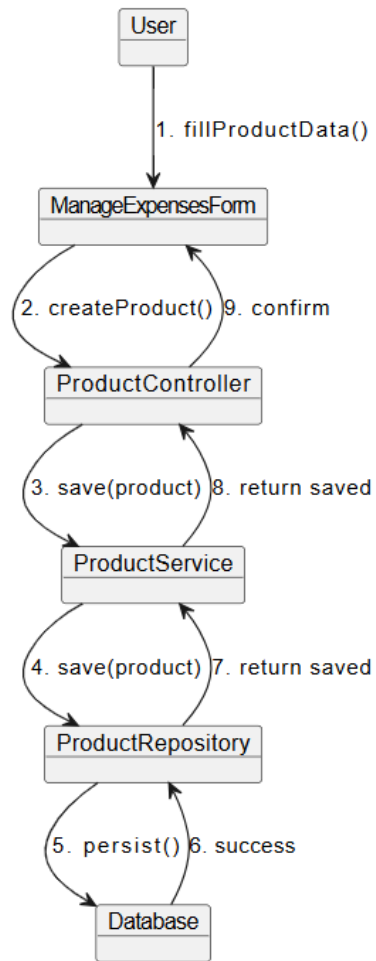 User
1. fillProductData()
ManageExpensesForm
2. createProduct() 9. confirm
ProductController
3. save(product) 8. return saved
ProductService
4. save(product) 7. return saved
ProductRepository
5. persist() 6. success
Database